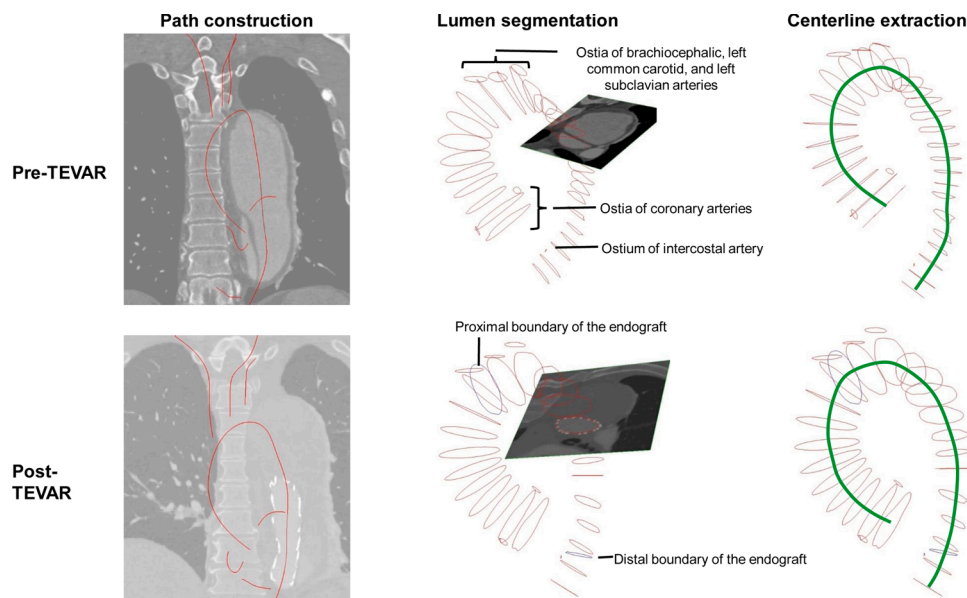 Path construction
Lumen segmentation
Centerline extraction
Pre-TEVAR
Ostia of brachiocephalic, left
common carotid, and left
subclavian arteries
Ostia of coronary arteries
Ostium of intercostal artery
Post-
TEVAR
Proximal boundary of the endograft
Distal boundary of the endograft